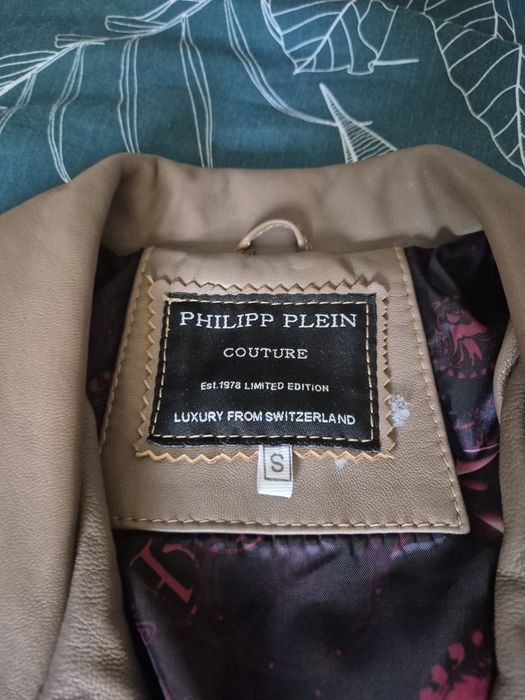 PHILIPP PLEIN
COUTURE
Est.1978 LIMITED EDITION
LUXURY FROM SWITZERLAND
S